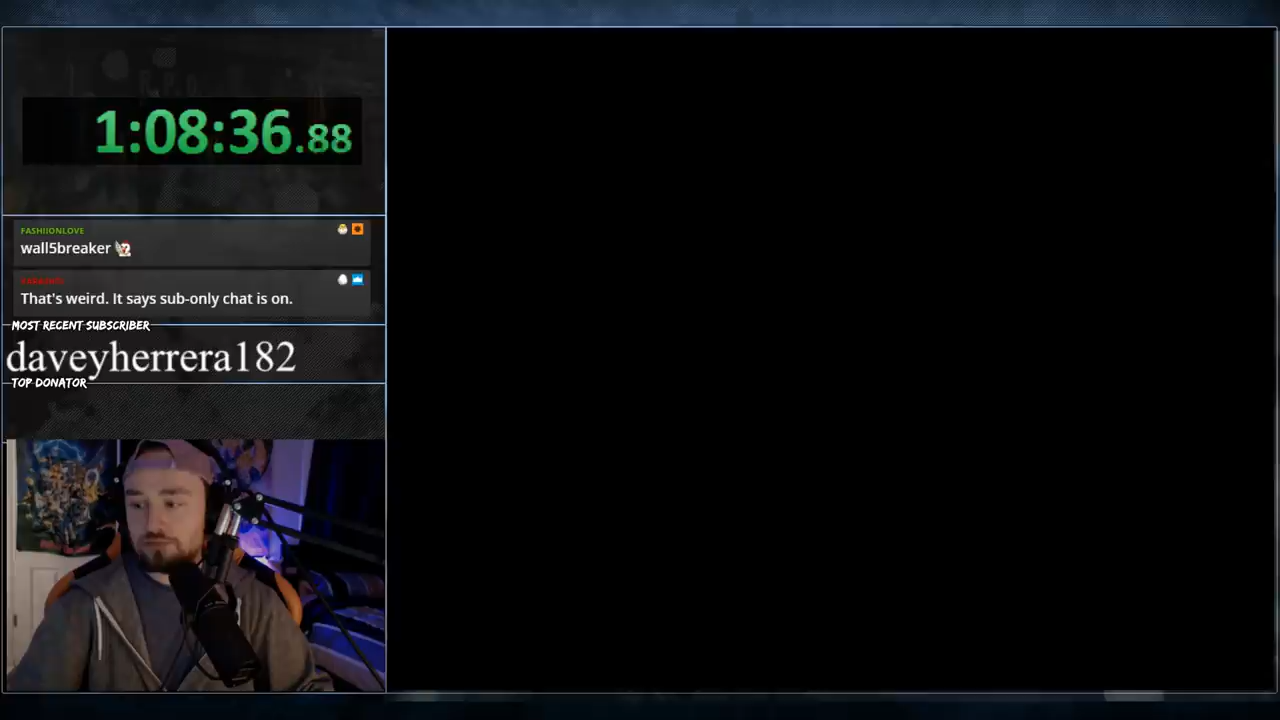 1:08:36.88
FASHIIONLOVE
wall5breaker
That's weird. It says sub-only chat is on.
MOST RECENT SUBSCRIBER
daveyherrera182
TOP DONATOR